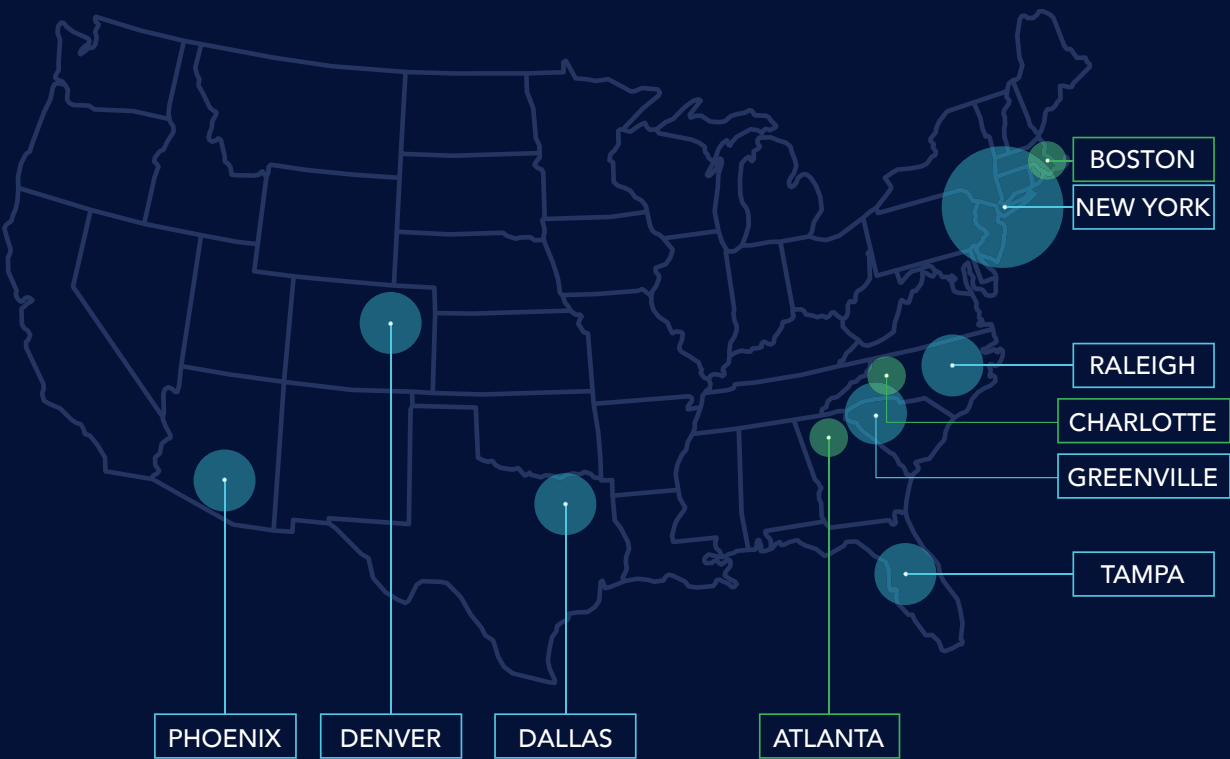 BOSTON
NEW YORK
RALEIGH
CHARLOTTE
GREENVILLE
TAMPA
PHOENIX
DENVER
DALLAS
ATLANTA